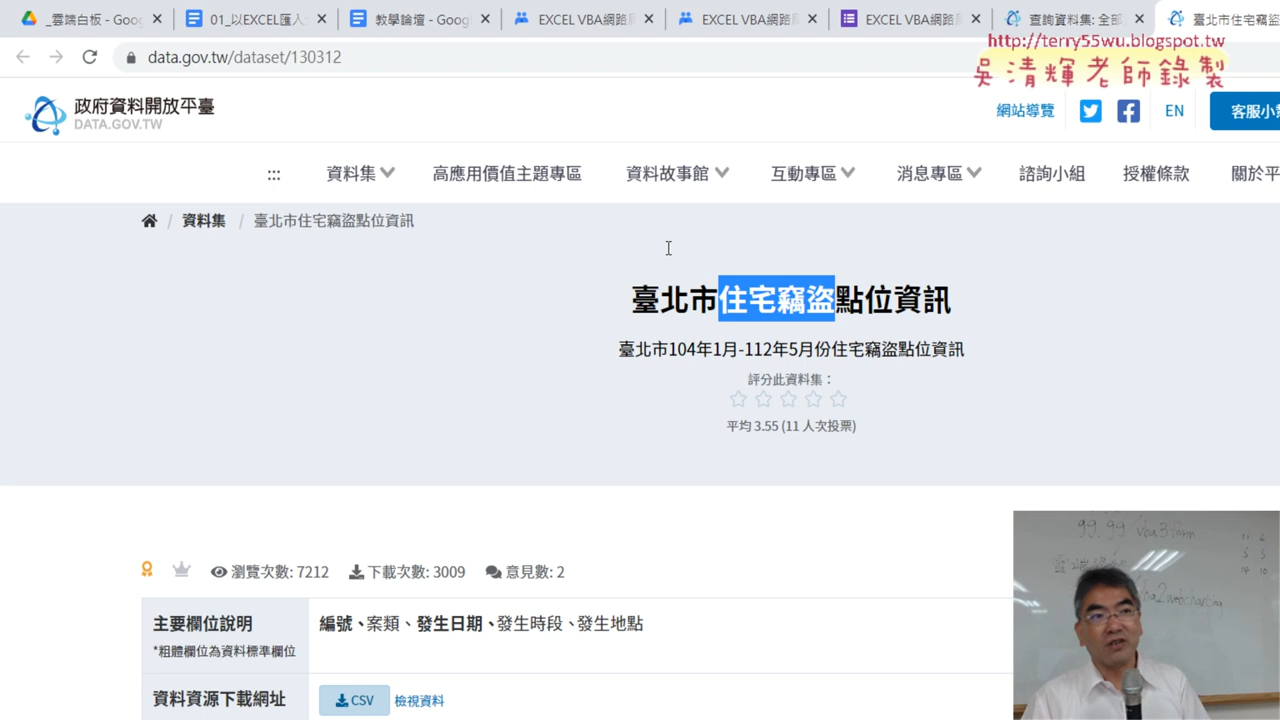 _雲端白板 - Goog
01_以EXCEL匯入
教學論壇 - Google
EXCEL VBA網路
EXCEL VBA網路
EXCEL VBA網路
查詢資料集: 全部
臺北市住宅竊盜
data.gov.tw/dataset/130312
http://terry55wu.blogspot.tw
吳清輝老師錄製
政府資料開放平臺
DATA.GOV.TW
網站導覽
EN
客服小
:::
資料集
高應用價值主題專區
資料故事館
互動專區
消息專區
諮詢小組
授權條款
關於平
/ 資料集 / 臺北市住宅竊盜點位資訊
臺北市住宅竊盜點位資訊
臺北市104年1月-112年5月份住宅竊盜點位資訊
評分此資料集：
平均 3.55 (11 人次投票)
瀏覽次數: 7212
下載次數: 3009
意見數: 2
主要欄位說明
*粗體欄位為資料標準欄位
編號、案類、發生日期、發生時段、發生地點
資料資源下載網址
CSV
檢視資料
99.99.